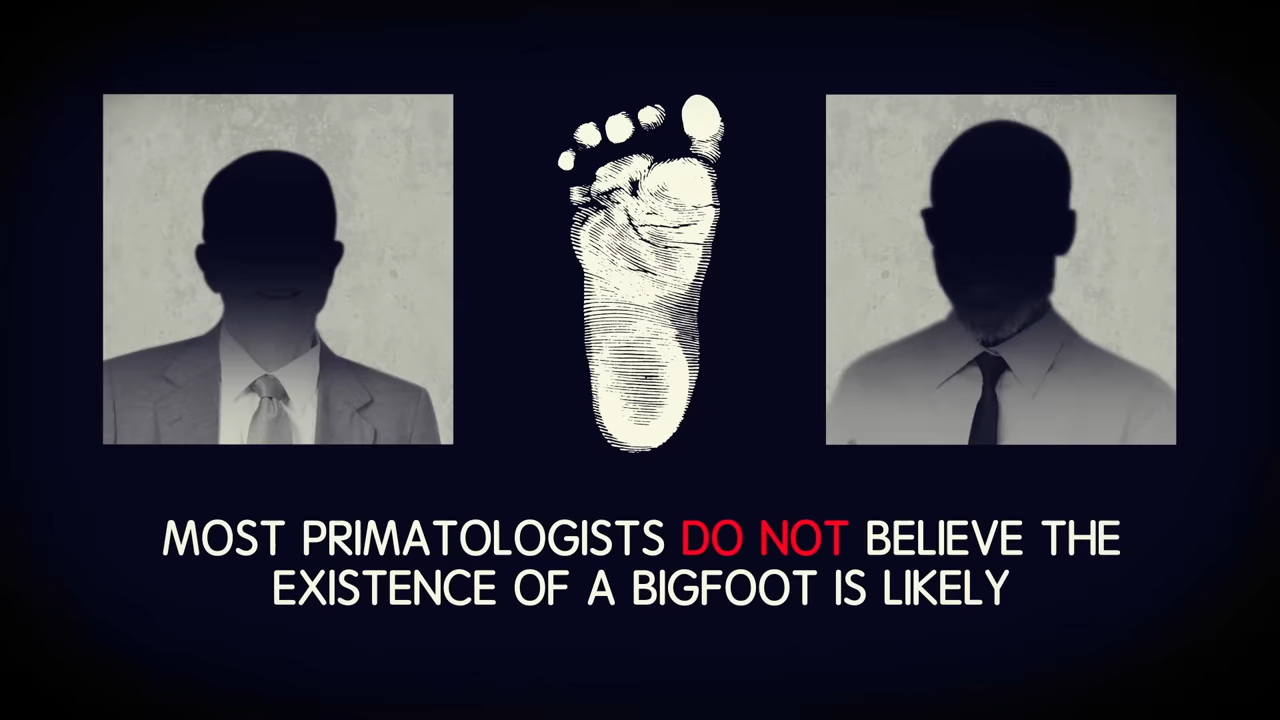 MOST PRIMATOLOGISTS DO NOT BELIEVE THE
EXISTENCE OF A BIGFOOT IS LIKELY